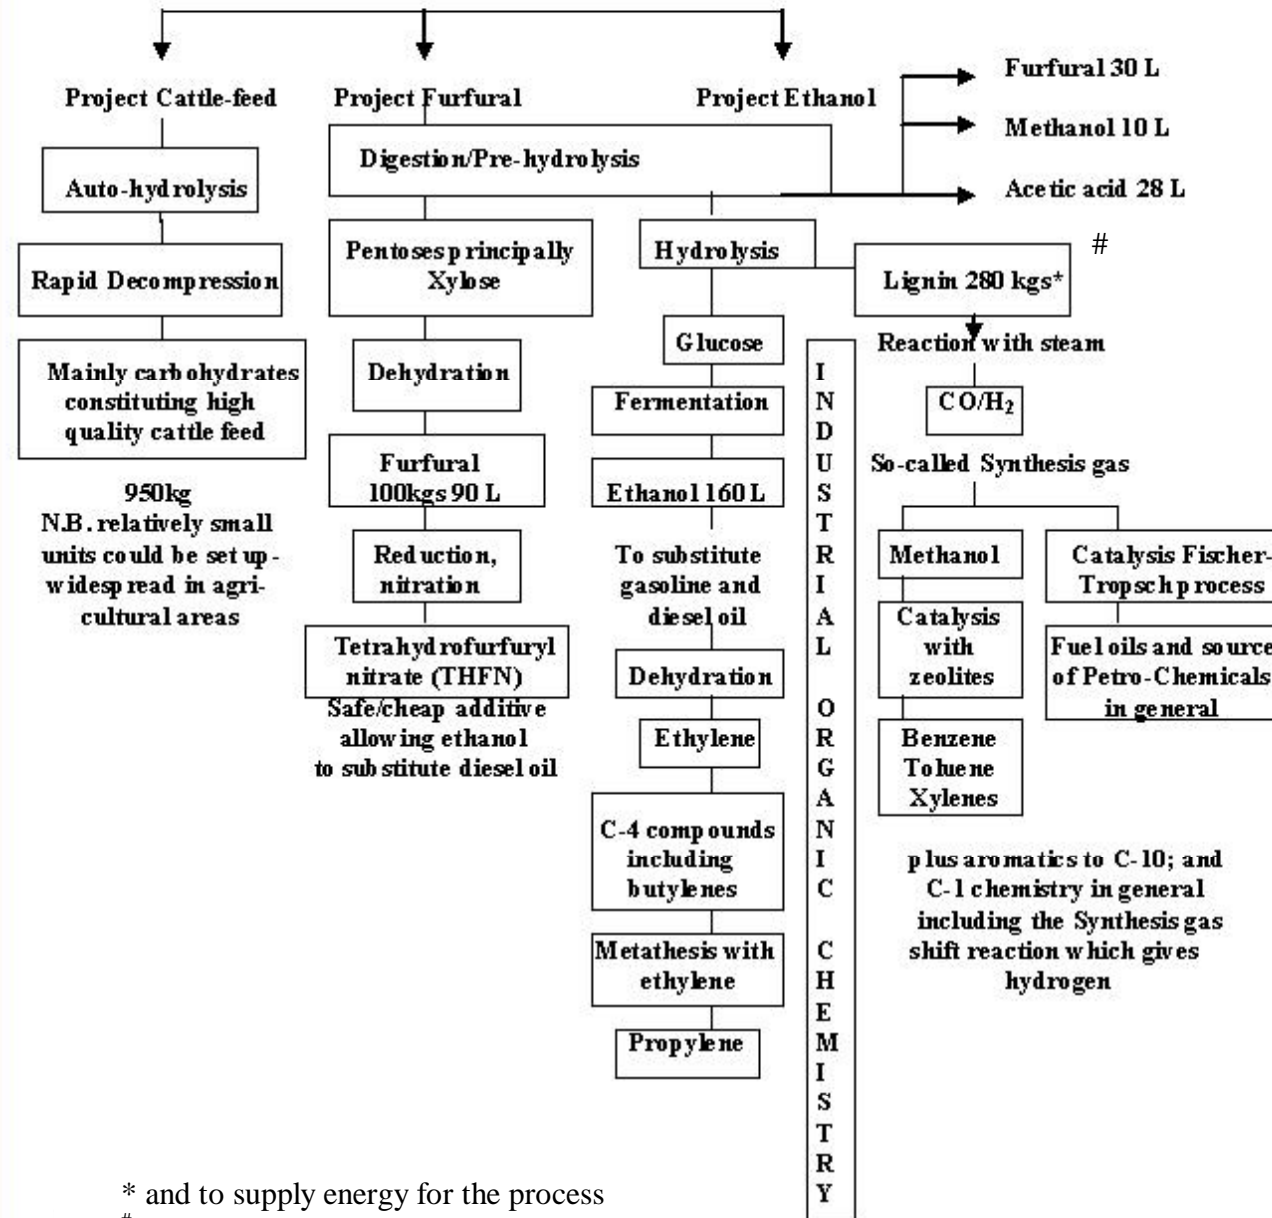 Project Cattle-feed
Project Furfural
Project Ethanol
Furfural 30 L
Methanol 10 L
Acetic acid 28 L
Digestion/Pre-hydrolysis
Auto-hydrolysis
Rapid Decompression
Mainly carbohydrates
constituting high
quality cattle feed
950kg
N.B. relatively small
units could be set up -
widespread in agri-
cultural areas
Pentoses principally
Xylose
Dehydration
Furfural
100kgs 90 L
Reduction,
nitration
Tetrahydrofurfuryl
nitrate (THFN)
Safe/cheap additive
allowing ethanol
to substitute diesel oil
Hydrolysis
Glucose
Fermentation
Ethanol 160 L
To substitute
gasoline and
diesel oil
Dehydration
Ethylene
C-4 compounds
including
butylenes
Metathesis with
ethylene
Propylene
INDUSTRIAL ORGANIC CHEMISTRY
#
Lignin 280 kgs*
Reaction with steam
CO/H₂
So-called Synthesis gas
Methanol
Catalysis
with
zeolites
Benzene
Toluene
Xylenes
Catalysis Fischer-
Tropsch process
Fuel oils and source
of Petro-Chemicals
in general
plus aromatics to C-10; and
C-1 chemistry in general
including the Synthesis gas
shift reaction which gives
hydrogen
* and to supply energy for the process
#